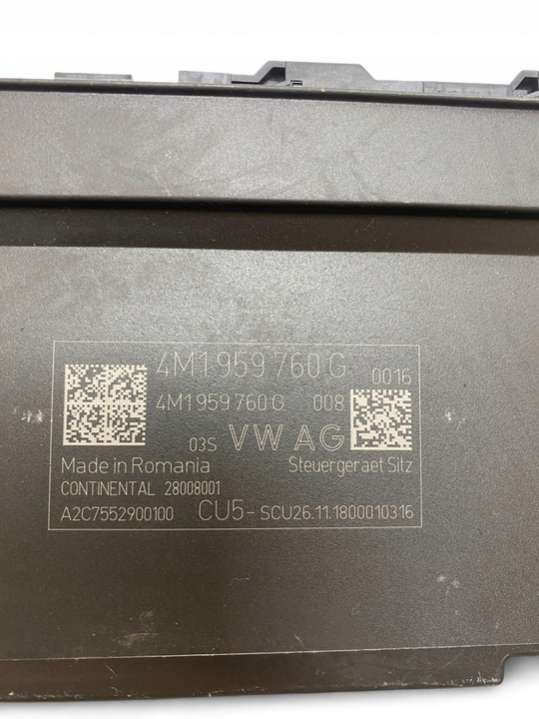 4M1 959 760 G 0016
4M1 959 760 G 008
03S VW AG
Made in Romania Steuergeraet Sitz
CONTINENTAL 28008001
A2C7552900100 CU5-SCU26.11.1800010316